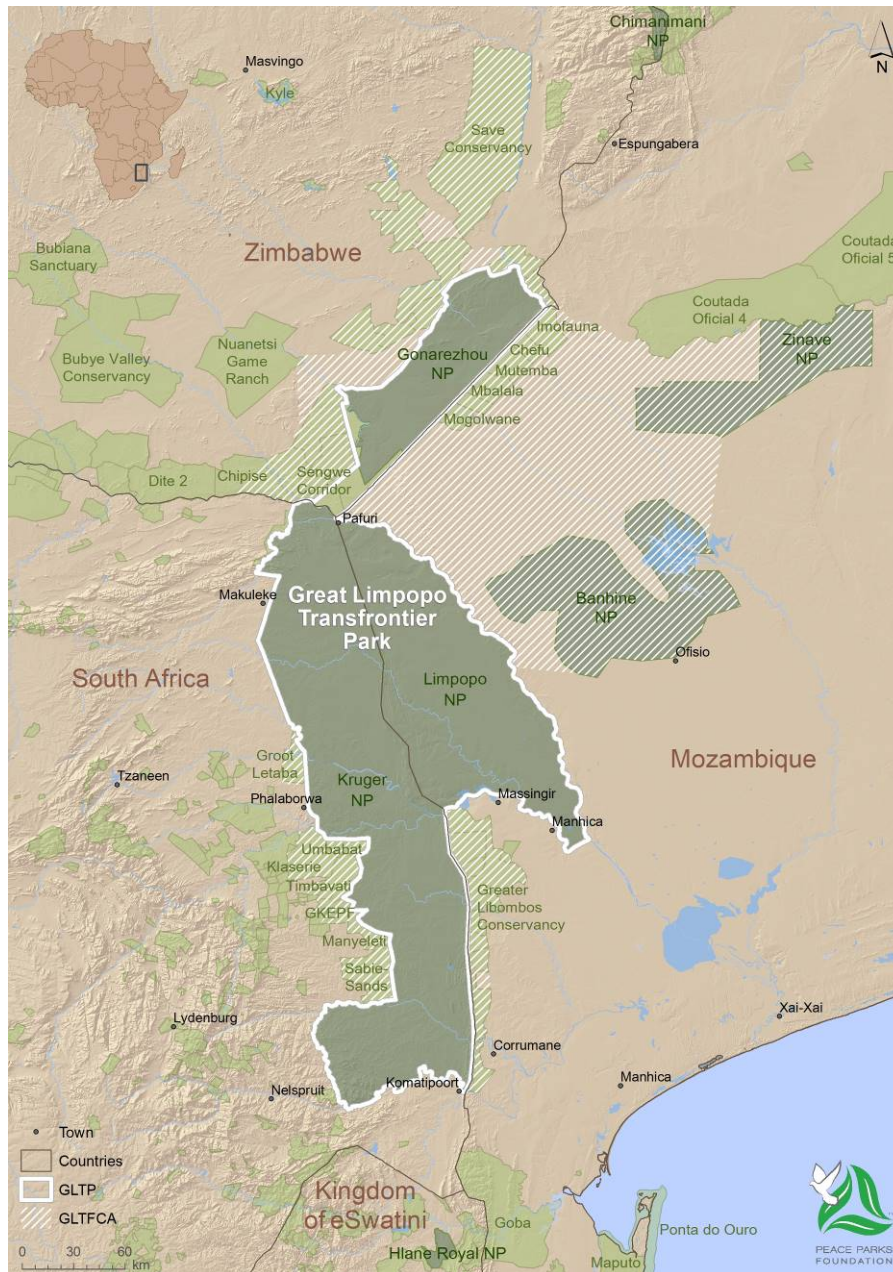 Chimanimani
NP
N
Masvingo
Kyle
Save
Conservancy
Espungabera
Bubiana
Sanctuary
Zimbabwe
Coutada
Oficial 5
Coutada
Oficial 4
Imofauna
Zinave
NP
Nuanetsi
Game
Ranch
Gonarezhou
NP
Chefu
Mutemba
Mbalala
Mogolwane
Bubye Valley
Conservancy
Dite 2
Chipise
Sengwe
Corridor
Pafuri
Makuleke
Great Limpopo
Transfrontier
Park
Banhine
NP
Ofisio
South Africa
Limpopo
NP
Mozambique
Groot
Letaba
Tzaneen
Phalaborwa
Kruger
NP
Massingir
Manhica
Umbabat
Klaserie
Timbavati
GKEPF
Manyeleti
Sabie-
Sands
Greater
Libombos
Conservancy
Lydenburg
Xai-Xai
Corrumane
Nelspruit
Komatipoort
Manhica
Town
Countries
GLTP
GLTFCA
0 30 60
km
Kingdom
of eSwatini
Hlane Royal NP
Goba
Maputo
Ponta do Ouro
PEACE PARKS
FOUNDATION